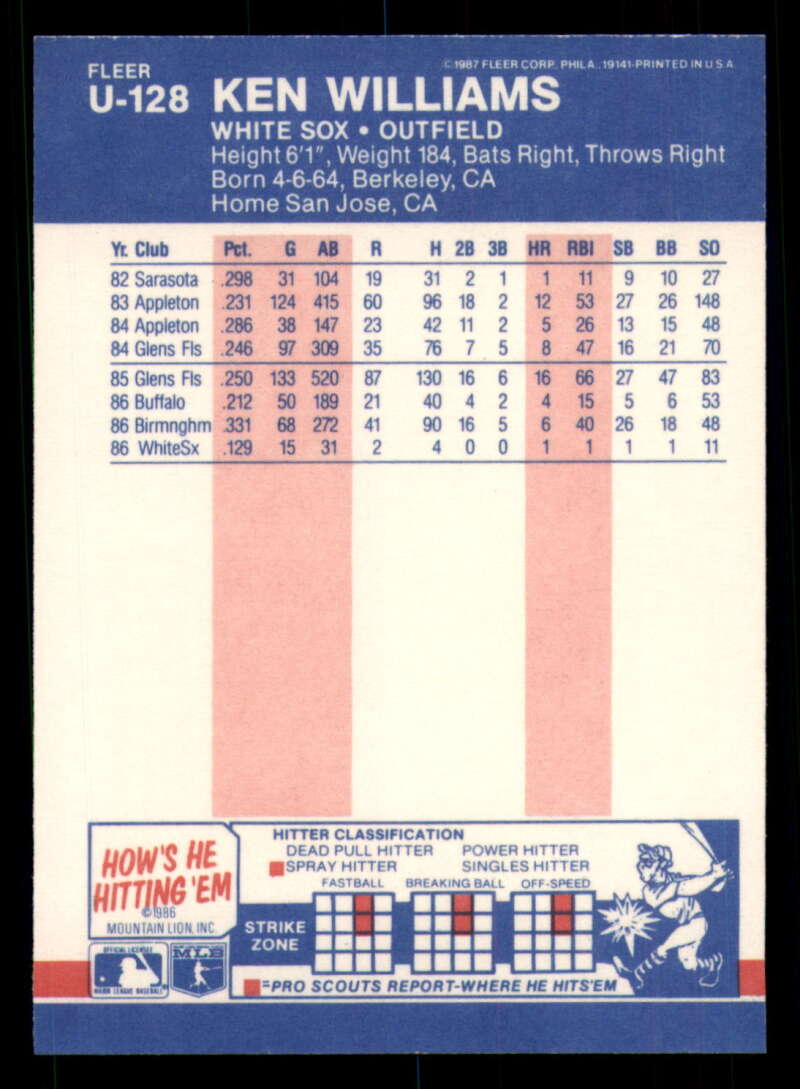 ©1987 FLEER CORP. PHILA., 19141-PRINTED IN U S A
FLEER
U-128 KEN WILLIAMS
WHITE SOX • OUTFIELD
Height 6'1", Weight 184, Bats Right, Throws Right
Born 4-6-64, Berkeley, CA
Home San Jose, CA
Yr. Club Pct. G AB R H 2B 3B HR RBI SB BB SO
82 Sarasota .298 31 104 19 31 2 1 1 11 9 10 27
83 Appleton .231 124 415 60 96 18 2 12 53 27 26 148
84 Appleton .286 38 147 23 42 11 2 5 26 13 15 48
84 Glens Fls .246 97 309 35 76 7 5 8 47 16 21 70
85 Glens Fls .250 133 520 87 130 16 6 16 66 27 47 83
86 Buffalo .212 50 189 21 40 4 2 4 15 5 6 53
86 Birmnghm .331 68 272 41 90 16 5 6 40 26 18 48
86 WhiteSx .129 15 31 2 4 0 0 1 1 1 1 11
HOW'S HE
HITTING 'EM
©1986
MOUNTAIN LION, INC.
HITTER CLASSIFICATION
DEAD PULL HITTER POWER HITTER
SPRAY HITTER SINGLES HITTER
FASTBALL BREAKING BALL OFF-SPEED
STRIKE
ZONE
=PRO SCOUTS REPORT-WHERE HE HITS'EM
OFFICIAL LICENSEE
MAJOR LEAGUE BASEBALL
MLB